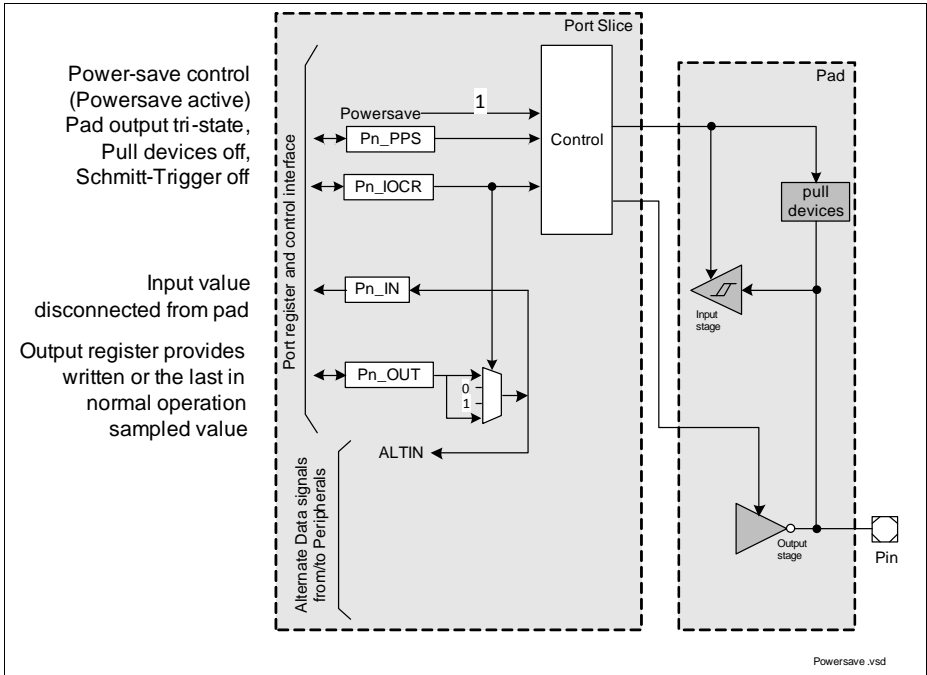 Port Slice
Pad
Power-save control
(Powersave active)
Pad output tri-state,
Pull devices off,
Schmitt-Trigger off
Powersave
1
Control
Pn_PPS
Pn_IOCR
pull
devices
Port register and control interface
Input value
disconnected from pad
Pn_IN
Input
stage
Output register provides
written or the last in
normal operation
sampled value
Pn_OUT
0
1
ALTIN
Alternate Data signals
from/to Peripherals
Output
stage
Pin
Powersave .vsd